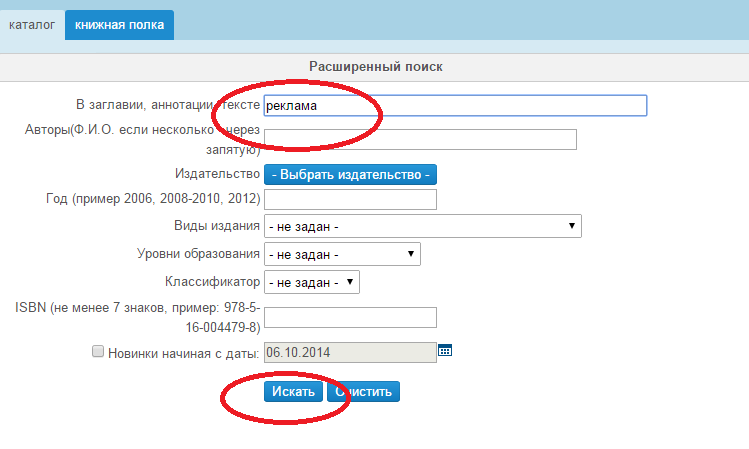 каталог книжная полка
Расширенный поиск
В заглавии, аннотации, тексте реклама
Авторы(Ф.И.О. если несколько через
запятую)
Издательство - Выбрать издательство -
Год (пример 2006, 2008-2010, 2012)
Виды издания - не задан -
Уровни образования - не задан -
Классификатор - не задан -
ISBN (не менее 7 знаков, пример: 978-5-
16-004479-8)
Новинки начиная с даты: 06.10.2014
Искать Очистить